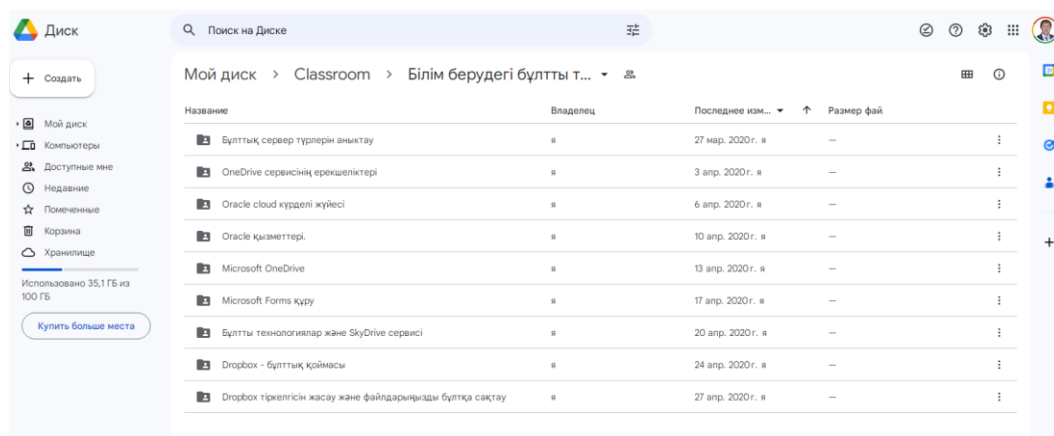 Диск
Поиск на Диске
Создать
Мой диск
Компьютеры
Доступные мне
Недавние
Помеченные
Корзина
Хранилище
Использовано 35,1 ГБ из
100 ГБ
Купить больше места
Мой диск > Classroom > Білім берудегі бұлтты т...
Название Владелец Последнее изм... Размер фай
Бұлттық сервер түрлерін аныктау я 27 мар. 2020 г. я —
OneDrive сервисінің ерекшеліктері я 3 апр. 2020 г. я —
Oracle cloud күрделі жүйесі я 6 апр. 2020 г. я —
Oracle қызметтері. я 10 апр. 2020 г. я —
Microsoft OneDrive я 13 апр. 2020 г. я —
Microsoft Forms құру я 17 апр. 2020 г. я —
Бұлтты технологиялар және SkyDrive сервисі я 20 апр. 2020 г. я —
Dropbox - бұлттық қоймасы я 24 апр. 2020 г. я —
Dropbox тіркелгісін жасау және файлдарыңызды бұлтқа сақтау я 27 апр. 2020 г. я —